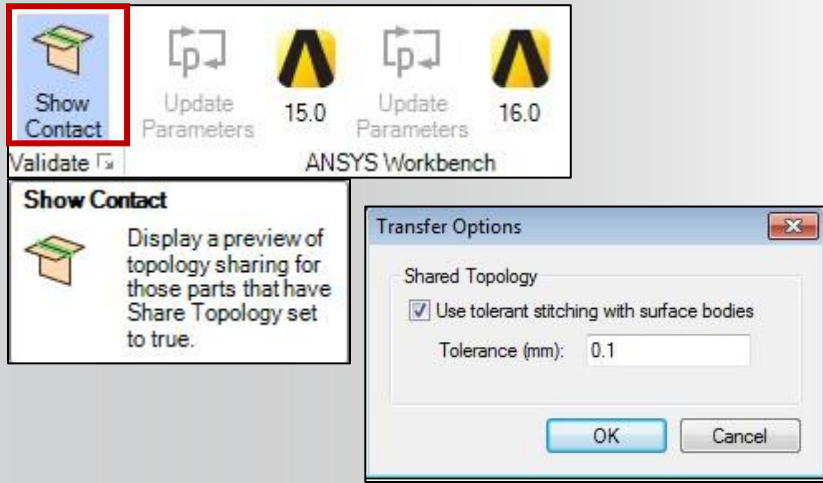 Show
Contact
Update
Parameters
15.0
Update
Parameters
16.0
Validate
ANSYS Workbench
Show Contact
Display a preview of
topology sharing for
those parts that have
Share Topology set
to true.
Transfer Options
Shared Topology
Use tolerant stitching with surface bodies
Tolerance (mm): 0.1
OK Cancel